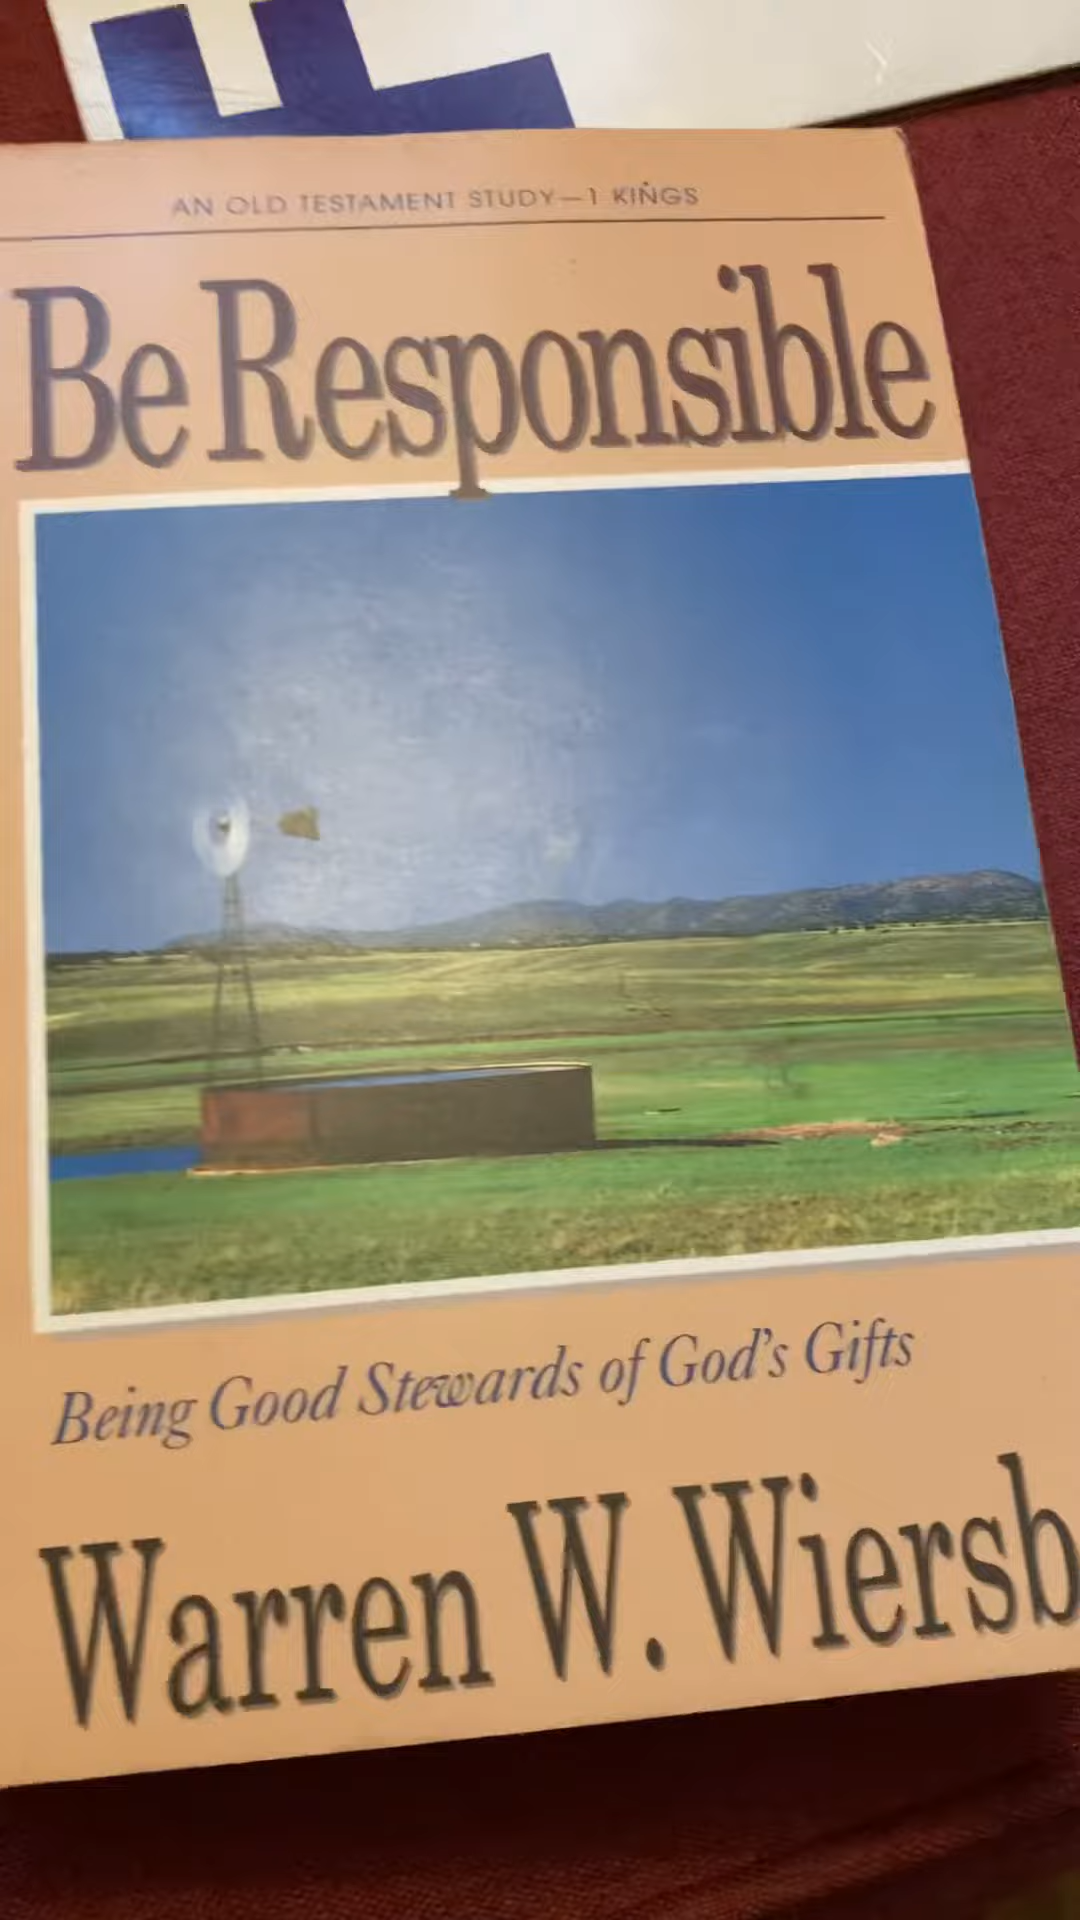 AN OLD TESTAMENT STUDY—1 KINGS
Be Responsible
Being Good Stewards of God's Gifts
Warren W. Wiersb